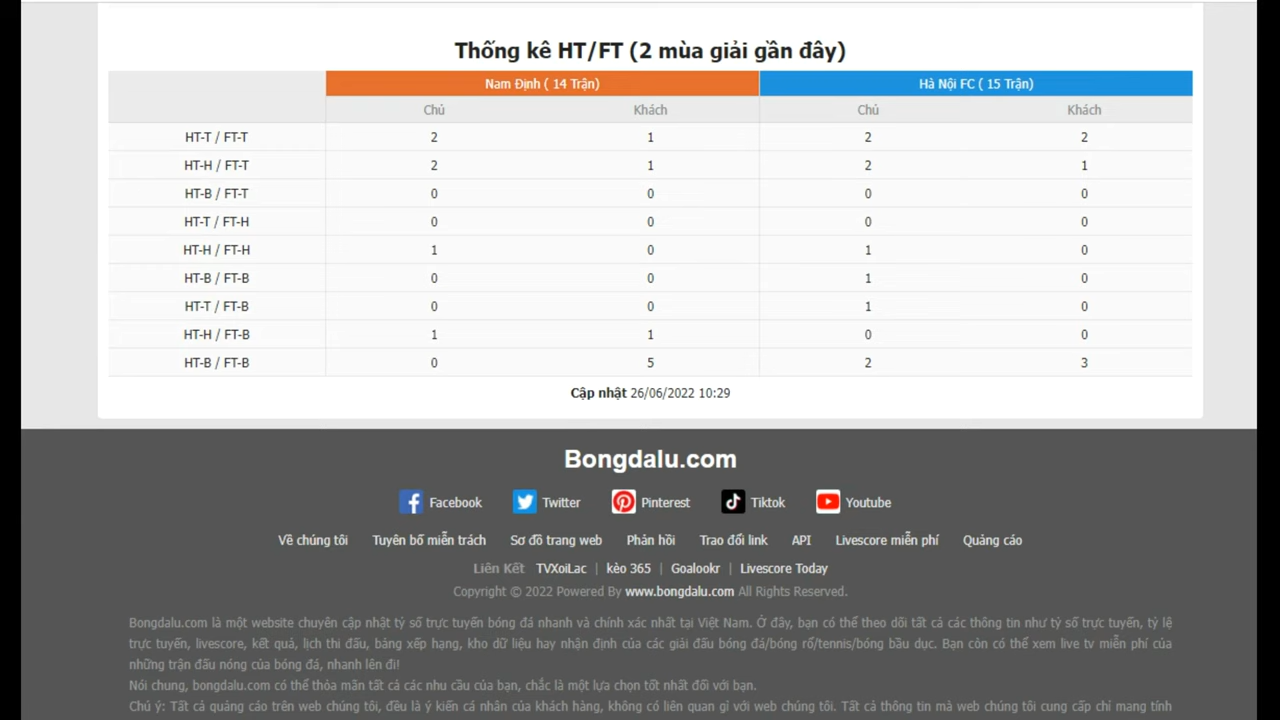 Thống kê HT/FT (2 mùa giải gần đây)
Nam Định ( 14 Trận) Hà Nội FC ( 15 Trận)
Chủ Khách Chủ Khách
HT-T / FT-T 2 1 2 2
HT-H / FT-T 2 1 2 1
HT-B / FT-T 0 0 0 0
HT-T / FT-H 0 0 0 0
HT-H / FT-H 1 0 1 0
HT-B / FT-B 0 0 1 0
HT-T / FT-B 0 0 1 0
HT-H / FT-B 1 1 0 0
HT-B / FT-B 0 5 2 3
Cập nhật 26/06/2022 10:29
Bongdalu.com
Facebook Twitter Pinterest Tiktok Youtube
Về chúng tôi Tuyên bố miễn trách Sơ đồ trang web Phản hồi Trao đổi link API Livescore miễn phí Quảng cáo
Liên Kết TVXoiLac | kèo 365 | Goalookr | Livescore Today
Copyright © 2022 Powered By www.bongdalu.com All Rights Reserved.
Bongdalu.com là một website chuyên cập nhật tỷ số trực tuyến bóng đá nhanh và chính xác nhất tại Việt Nam. Ở đây, bạn có thể theo dõi tất cả các thông tin như tỷ số trực tuyến, tỷ lệ
trực tuyến, livescore, kết quả, lịch thi đấu, bảng xếp hạng, kho dữ liệu hay nhận định của các giải đấu bóng đá/bóng rổ/tennis/bóng bầu dục. Bạn còn có thể xem live tv miễn phí của
những trận đấu nóng của bóng đá, nhanh lên đi!
Nói chung, bongdalu.com có thể thỏa mãn tất cả các nhu cầu của bạn, chắc là một lựa chọn tốt nhất đối với bạn.
Chú ý: Tất cả quảng cáo trên web chúng tôi, đều là ý kiến cá nhân của khách hàng, không có liên quan gì với web chúng tôi. Tất cả thông tin mà web chúng tôi cung cấp chỉ mang tính